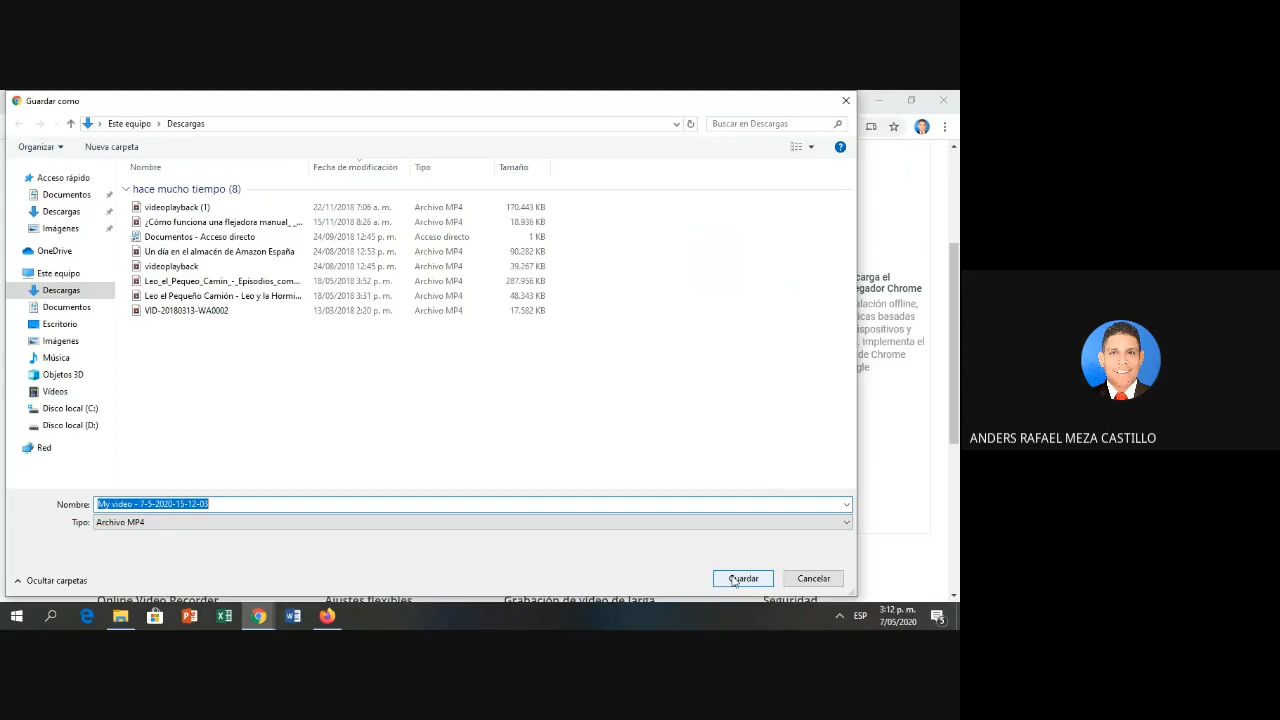 Guardar como
Este equipo > Descargas
Buscar en Descargas
Organizar
Nueva carpeta
Nombre
Fecha de modificación
Tipo
Tamaño
Acceso rápido
Documentos
Descargas
Imágenes
OneDrive
Este equipo
Descargas
Documentos
Escritorio
Imágenes
Música
Objetos 3D
Vídeos
Disco local (C:)
Disco local (D:)
Red
hace mucho tiempo (8)
videoplayback (1) 22/11/2018 7:06 a. m. Archivo MP4 170.443 KB
¿Cómo funciona una flejadora manual_ _... 15/11/2018 8:26 a. m. Archivo MP4 18.936 KB
Documentos - Acceso directo 24/09/2018 12:45 p. m. Acceso directo 1 KB
Un día en el almacén de Amazon España 24/08/2018 12:53 p. m. Archivo MP4 90.282 KB
videoplayback 24/08/2018 12:45 p. m. Archivo MP4 39.267 KB
Leo_el_Pequeo_Camin_-_Episodios_com... 18/05/2018 3:52 p. m. Archivo MP4 287.956 KB
Leo el Pequeño Camión - Leo y la Hormi... 18/05/2018 3:31 p. m. Archivo MP4 48.343 KB
VID-20180313-WA0002 13/03/2018 2:20 p. m. Archivo MP4 17.582 KB
Nombre: My video - 7-5-2020-15-12-03
Tipo: Archivo MP4
Ocultar carpetas
Guardar
Cancelar
carga el
egador Chrome
alación offline,
icas basadas
ispositivos y
. Implementa el
de Chrome
gle
Online Video Recorder
Ajustes flexibles
Grabación de video de larga
Seguridad
ESP
3:12 p. m.
7/05/2020
5
ANDERS RAFAEL MEZA CASTILLO